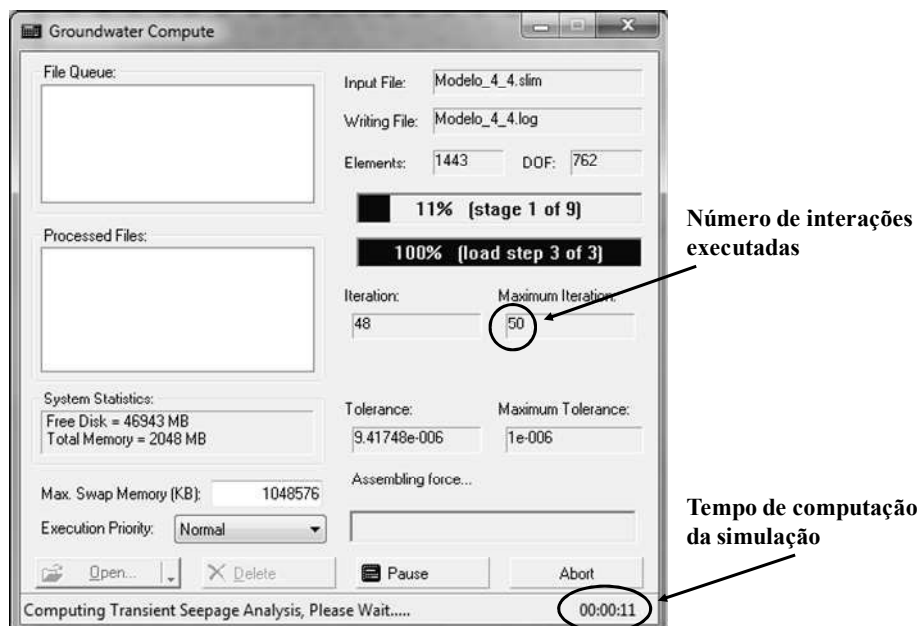 Groundwater Compute
File Queue:
Input File: Modelo_4_4.slim
Writing File: Modelo_4_4.log
Elements: 1443 DOF: 762
11% (stage 1 of 9)
100% (load step 3 of 3)
Processed Files:
Iteration: Maximum Iteration:
48 50
Número de interações
executadas
System Statistics:
Free Disk = 46943 MB
Total Memory = 2048 MB
Tolerance: Maximum Tolerance:
9.41748e-006 1e-006
Assembling force...
Max. Swap Memory (KB): 1048576
Execution Priority: Normal
Tempo de computação
da simulação
Open... Delete Pause Abort
Computing Transient Seepage Analysis, Please Wait..... 00:00:11